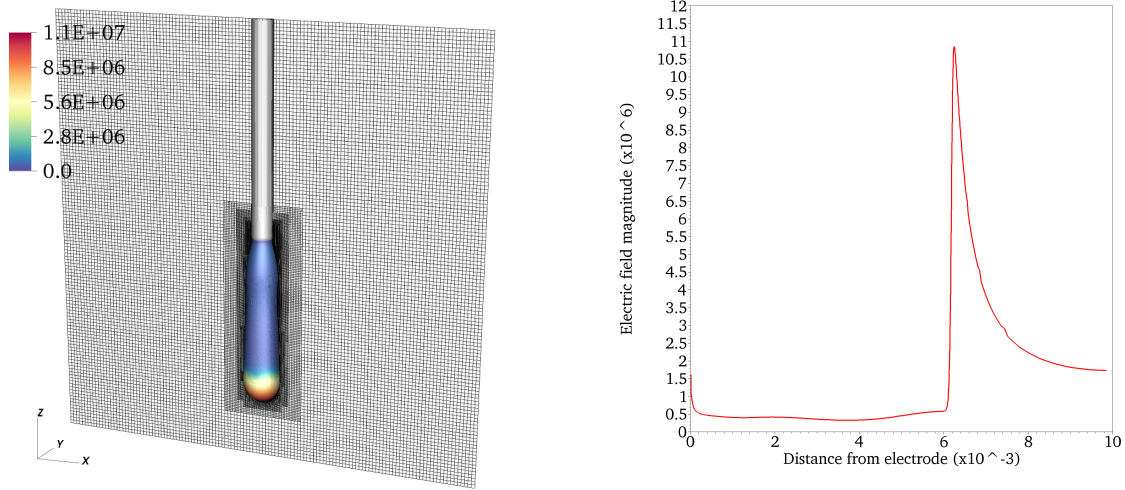 1.1E+07
8.5E+06
5.6E+06
2.8E+06
0.0
Z
Y
X
12
11.5
11
10.5
10
9.5
9
8.5
8
7.5
7
6.5
6
5.5
5
4.5
4
3.5
3
2.5
2
1.5
1
0.5
0
Electric field magnitude (x10^6)
0 2 4 6 8 10
Distance from electrode (x10^-3)